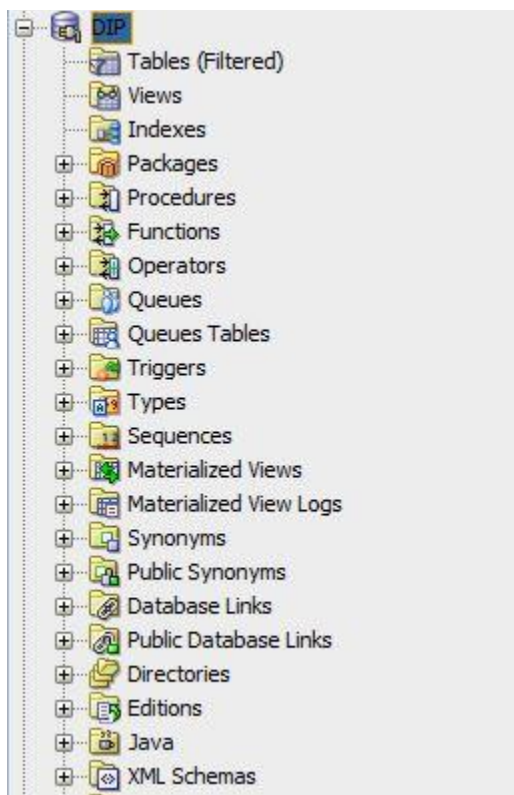 DIP
Tables (Filtered)
Views
Indexes
Packages
Procedures
Functions
Operators
Queues
Queues Tables
Triggers
Types
Sequences
Materialized Views
Materialized View Logs
Synonyms
Public Synonyms
Database Links
Public Database Links
Directories
Editions
Java
XML Schemas